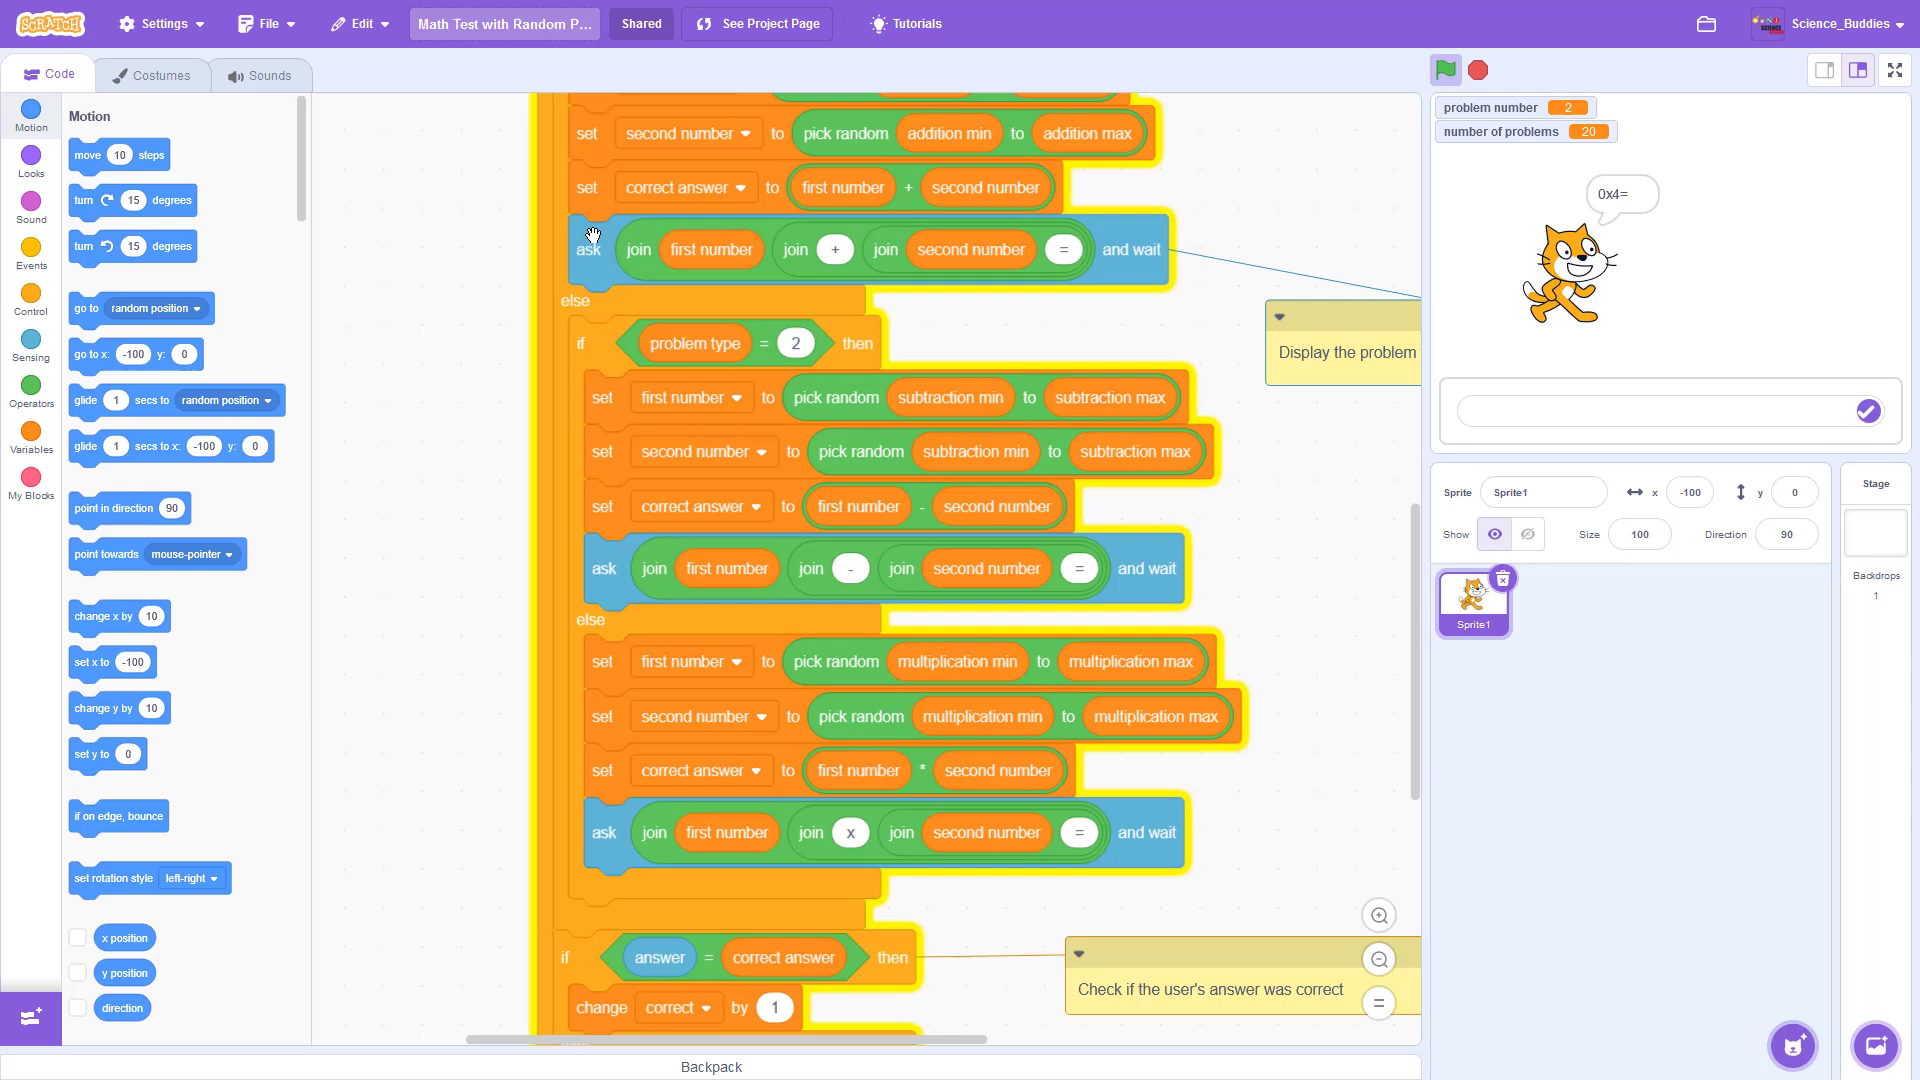 SCRATCH Settings File Edit Math Test with Random P... Shared See Project Page Tutorials Science_Buddies
Code Costumes Sounds
Motion
Looks
Sound
Events
Control
Sensing
Operators
Variables
My Blocks
Motion
move 10 steps
turn 15 degrees
turn 15 degrees
go to random position
go to x: -100 y: 0
glide 1 secs to random position
glide 1 secs to x: -100 y: 0
point in direction 90
point towards mouse-pointer
change x by 10
set x to -100
change y by 10
set y to 0
if on edge, bounce
set rotation style left-right
x position
y position
direction
set second number to pick random addition min to addition max
set correct answer to first number + second number
ask join first number join + join second number = and wait
else
if problem type = 2 then
set first number to pick random subtraction min to subtraction max
set second number to pick random subtraction min to subtraction max
set correct answer to first number - second number
ask join first number join - join second number = and wait
else
set first number to pick random multiplication min to multiplication max
set second number to pick random multiplication min to multiplication max
set correct answer to first number * second number
ask join first number join x join second number = and wait
if answer = correct answer then
change correct by 1
Display the problem
Check if the user's answer was correct
Backpack
problem number 2
number of problems 20
0x4=
Sprite Sprite1 x -100 y 0
Show Size 100 Direction 90
Sprite1
Stage
Backdrops
1